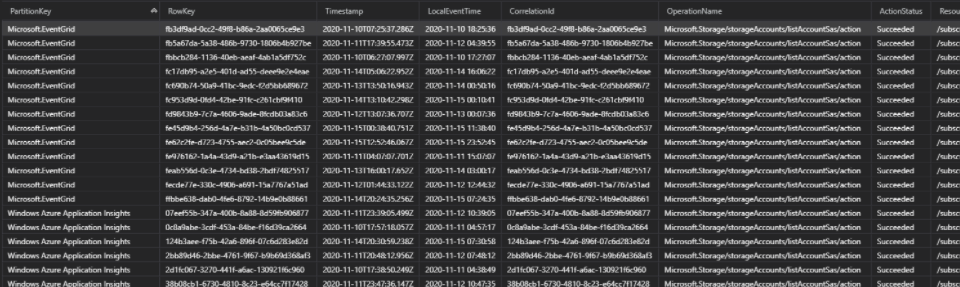 PartitionKey RowKey Timestamp LocalEventTime CorrelationId OperationName ActionStatus Resou
Microsoft.EventGrid fb3df9ad-0cc2-49f8-b86a-2aa0065ce9e3 2020-11-10T07:25:37.286Z 2020-11-10 18:25:36 fb3df9ad-0cc2-49f8-b86a-2aa0065ce9e3 Microsoft.Storage/storageAccounts/listAccountSas/action Succeeded /subsc
Microsoft.EventGrid fb5a67da-5a38-486b-9730-1806b4b927be 2020-11-11T17:39:55.473Z 2020-11-12 04:39:55 fb5a67da-5a38-486b-9730-1806b4b927be Microsoft.Storage/storageAccounts/listAccountSas/action Succeeded /subsc
Microsoft.EventGrid fbbcb284-1136-40eb-aeaf-4ab1a5df752c 2020-11-10T06:27:07.997Z 2020-11-10 17:27:07 fbbcb284-1136-40eb-aeaf-4ab1a5df752c Microsoft.Storage/storageAccounts/listAccountSas/action Succeeded /subsc
Microsoft.EventGrid fc17db95-a2e5-401d-ad55-deee9e2e4eae 2020-11-14T05:06:22.952Z 2020-11-14 16:06:22 fc17db95-a2e5-401d-ad55-deee9e2e4eae Microsoft.Storage/storageAccounts/listAccountSas/action Succeeded /subsc
Microsoft.EventGrid fc690b74-50a9-41bc-9edc-f2d5bb689672 2020-11-13T13:50:16.943Z 2020-11-14 00:50:16 fc690b74-50a9-41bc-9edc-f2d5bb689672 Microsoft.Storage/storageAccounts/listAccountSas/action Succeeded /subsc
Microsoft.EventGrid fc953d9d-0fd4-42be-91fc-c261cbf9f410 2020-11-14T13:10:42.298Z 2020-11-15 00:10:41 fc953d9d-0fd4-42be-91fc-c261cbf9f410 Microsoft.Storage/storageAccounts/listAccountSas/action Succeeded /subsc
Microsoft.EventGrid fd9843b9-7c7a-4606-9ade-8fcdb03a83c6 2020-11-12T13:07:36.707Z 2020-11-13 00:07:36 fd9843b9-7c7a-4606-9ade-8fcdb03a83c6 Microsoft.Storage/storageAccounts/listAccountSas/action Succeeded /subsc
Microsoft.EventGrid fe45d9b4-256d-4a7e-b31b-4a50bc0cd537 2020-11-15T00:38:40.751Z 2020-11-15 11:38:40 fe45d9b4-256d-4a7e-b31b-4a50bc0cd537 Microsoft.Storage/storageAccounts/listAccountSas/action Succeeded /subsc
Microsoft.EventGrid fe62c2fe-d723-4755-aec2-0c05bee9c5de 2020-11-15T12:52:46.067Z 2020-11-15 23:52:45 fe62c2fe-d723-4755-aec2-0c05bee9c5de Microsoft.Storage/storageAccounts/listAccountSas/action Succeeded /subsc
Microsoft.EventGrid fe976162-1a4a-43d9-a21b-e3aa43619d15 2020-11-11T04:07:07.701Z 2020-11-11 15:07:07 fe976162-1a4a-43d9-a21b-e3aa43619d15 Microsoft.Storage/storageAccounts/listAccountSas/action Succeeded /subsc
Microsoft.EventGrid feab556d-0c3e-4734-bd38-2bdf74825517 2020-11-13T16:00:17.652Z 2020-11-14 03:00:17 feab556d-0c3e-4734-bd38-2bdf74825517 Microsoft.Storage/storageAccounts/listAccountSas/action Succeeded /subsc
Microsoft.EventGrid fecde77e-330c-4906-a691-15a7767a51ad 2020-11-12T01:44:33.122Z 2020-11-12 12:44:32 fecde77e-330c-4906-a691-15a7767a51ad Microsoft.Storage/storageAccounts/listAccountSas/action Succeeded /subsc
Microsoft.EventGrid ffbbe638-dab0-4fe6-8792-104b9e0b88661 2020-11-14T20:24:35.256Z 2020-11-15 07:24:35 Microsoft.Storage/storageAccounts/listAccountSas/action Succeeded /subsc
Windows Azure Application Insights 07eef55b-347a-400b-8a88-8d59fb906877 2020-11-11T23:39:05.499Z 2020-11-12 10:39:05 07eef55b-347a-400b-8a88-8d59fb906877 Microsoft.Storage/storageAccounts/listAccountSas/action Succeeded /subsc
Windows Azure Application Insights 0c8a9abe-3cdf-453a-84be-f16d39ca2664 2020-11-10T17:57:18.057Z 2020-11-11 04:57:17 0c8a9abe-3cdf-453a-84be-f16d39ca2664 Microsoft.Storage/storageAccounts/listAccountSas/action Succeeded /subsc
Windows Azure Application Insights 124b3aee-f75b-42a6-896f-07c6d283e82d 2020-11-14T20:30:59.238Z 2020-11-15 07:30:58 124b3aee-f75b-42a6-896f-07c6d283e82d Microsoft.Storage/storageAccounts/listAccountSas/action Succeeded /subsc
Windows Azure Application Insights 2bb89d46-2bbe-4761-9f67-b9b69d368af3 2020-11-11T20:48:12.956Z 2020-11-12 07:48:12 2bb89d46-2bbe-4761-9f67-b9b69d368af3 Microsoft.Storage/storageAccounts/listAccountSas/action Succeeded /subsc
Windows Azure Application Insights 2d1fc067-3270-441f-a6ac-130921f6c960 2020-11-10T17:38:50.249Z 2020-11-11 04:38:49 2d1fc067-3270-441f-a6ac-130921f6c960 Microsoft.Storage/storageAccounts/listAccountSas/action Succeeded /subsc
Windows Azure Application Insights 38b08cb1-6730-4810-8c23-e64cc7f17428 2020-11-11T23:47:36.147Z 2020-11-12 10:47:35 38b08cb1-6730-4810-8c23-e64cc7f17428 Microsoft.Storage/storageAccounts/listAccountSas/action Succeeded /subsc